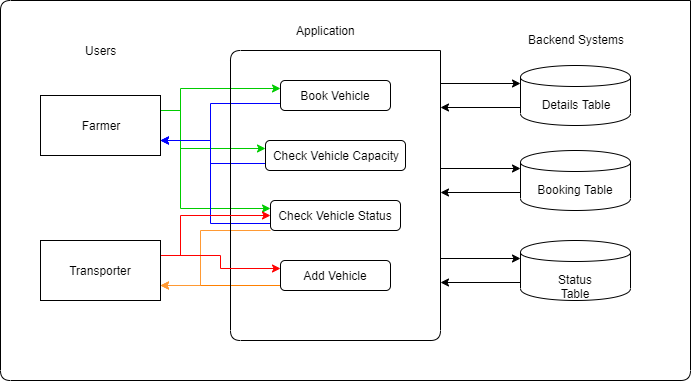 Users
Application
Backend Systems
Farmer
Transporter
Book Vehicle
Check Vehicle Capacity
Check Vehicle Status
Add Vehicle
Details Table
Booking Table
Status
Table